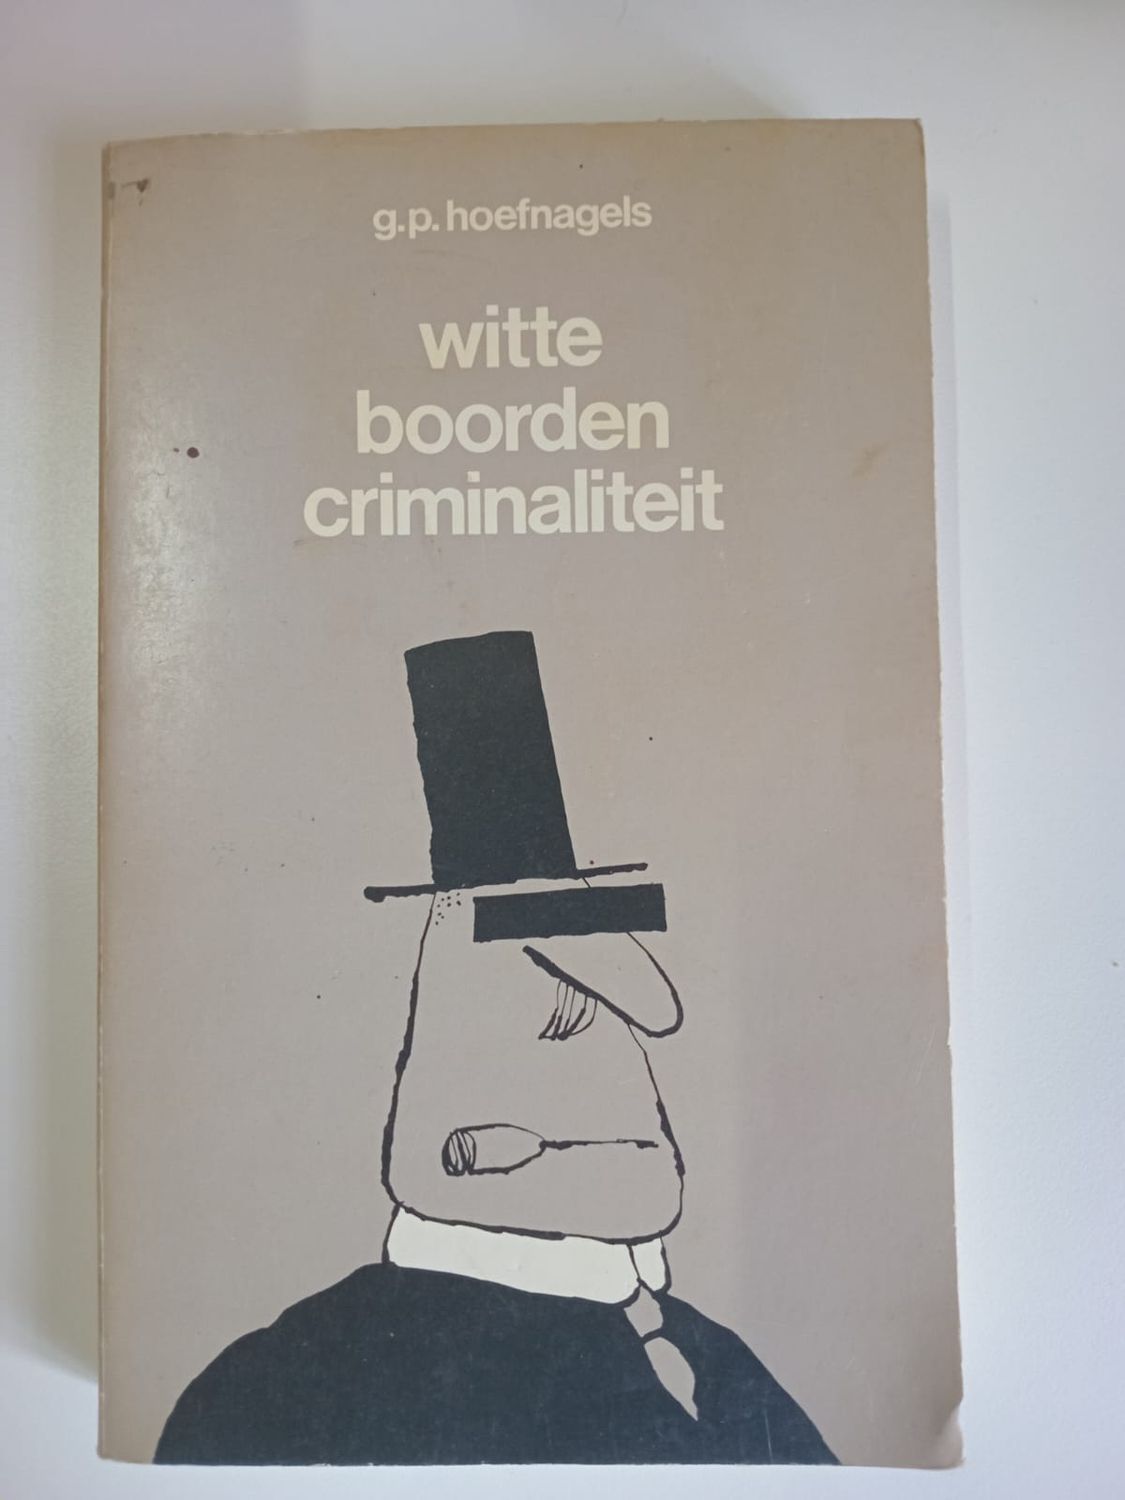 g.p. hoefnagels
witte
boorden
criminaliteit